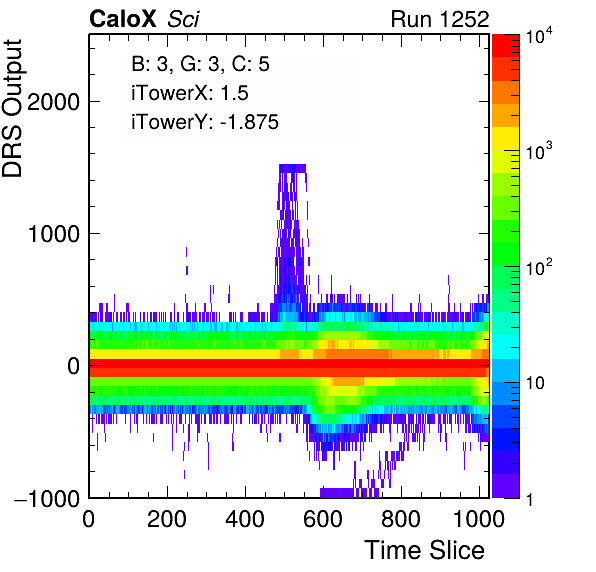 CaloX Sci Run 1252
B: 3, G: 3, C: 5
iTowerX: 1.5
iTowerY: -1.875
DRS Output
2000
1000
0
−1000
0 200 400 600 800 1000
Time Slice
10^4
10^3
10^2
10
1